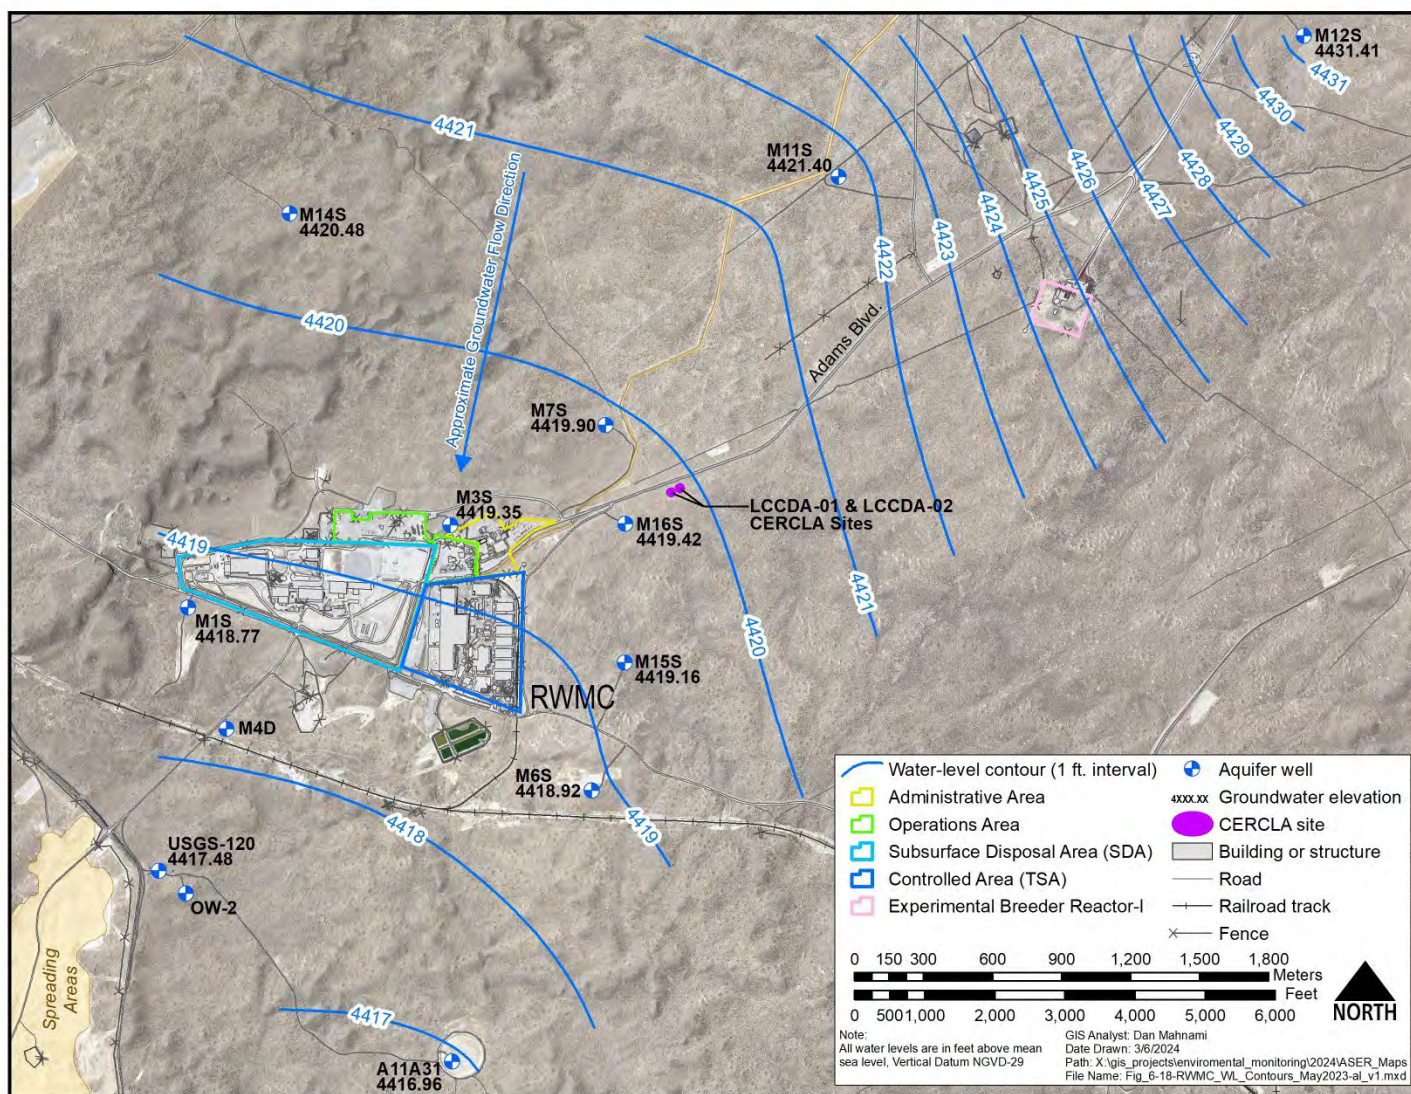 M12S
4431.41
4431
4430
4429
4428
4427
4426
4425
4424
4423
4422
4421
M11S
4421.40
M14S
4420.48
Approximate Groundwater Flow Direction
4420
Adams Blvd.
M7S
4419.90
M3S
4419.35
M16S
4419.42
LCCDA-01 & LCCDA-02
CERCLA Sites
4419
M1S
4418.77
4421
4420
M15S
4419.16
RWMC
M4D
M6S
4418.92
4418
4419
USGS-120
4417.48
OW-2
Spreading
Areas
4417
A11A31
4416.96
Water-level contour (1 ft. interval)
Administrative Area
Operations Area
Subsurface Disposal Area (SDA)
Controlled Area (TSA)
Experimental Breeder Reactor-I
Aquifer well
4XXX.XX Groundwater elevation
CERCLA site
Building or structure
Road
Railroad track
Fence
0 150 300 600 900 1,200 1,500 1,800
Meters
Feet
0 500 1,000 2,000 3,000 4,000 5,000 6,000
NORTH
Note:
All water levels are in feet above mean
sea level, Vertical Datum NGVD-29
GIS Analyst: Dan Mahnami
Date Drawn: 3/6/2024
Path: X:\gis_projects\enviromental_monitoring\2024\ASER_Maps
File Name: Fig_6-18-RWMC_WL_Contours_May2023-al_v1.mxd